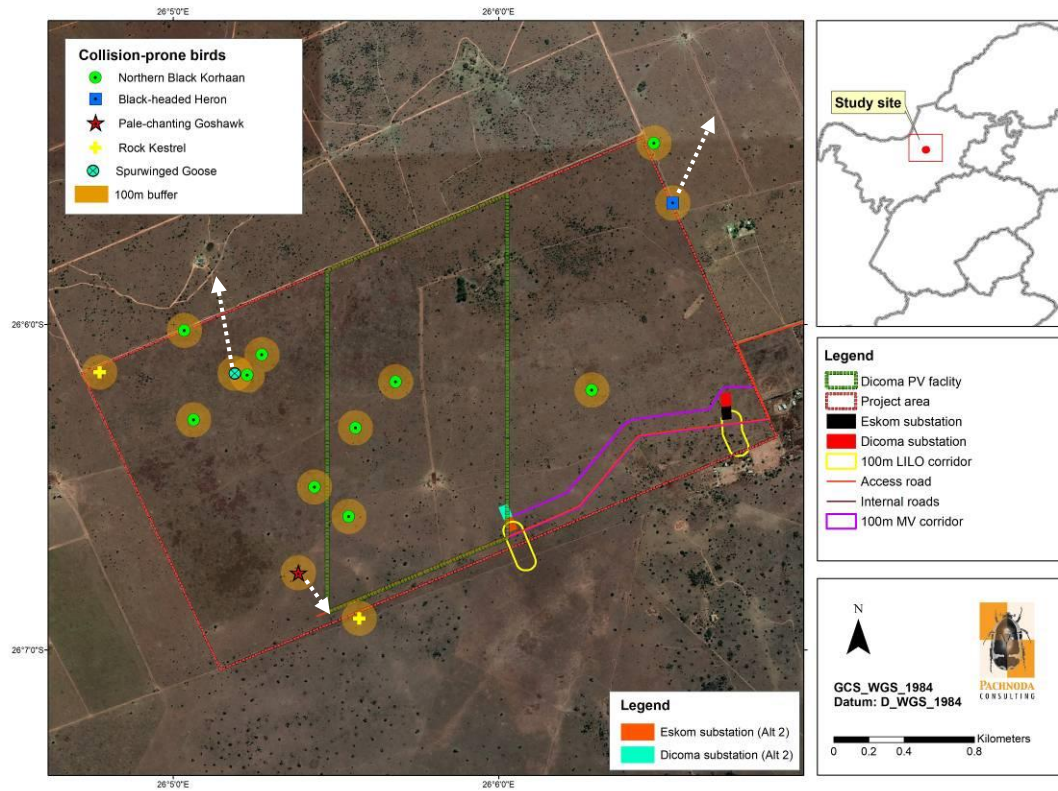 Collision-prone birds
Northern Black Korhaan
Black-headed Heron
Pale-chanting Goshawk
Rock Kestrel
Spurwinged Goose
100m buffer
26°5'0"E
26°6'0"E
26°6'0"S
26°7'0"S
26°5'0"E
26°6'0"E
Legend
Eskom substation (Alt 2)
Dicoma substation (Alt 2)
Study site
Legend
Dicoma PV faclity
Project area
Eskom substation
Dicoma substation
100m LILO corridor
Access road
Internal roads
100m MV corridor
N
PACHNODA
CONSULTING
GCS_WGS_1984
Datum: D_WGS_1984
Kilometers
0 0.2 0.4 0.8